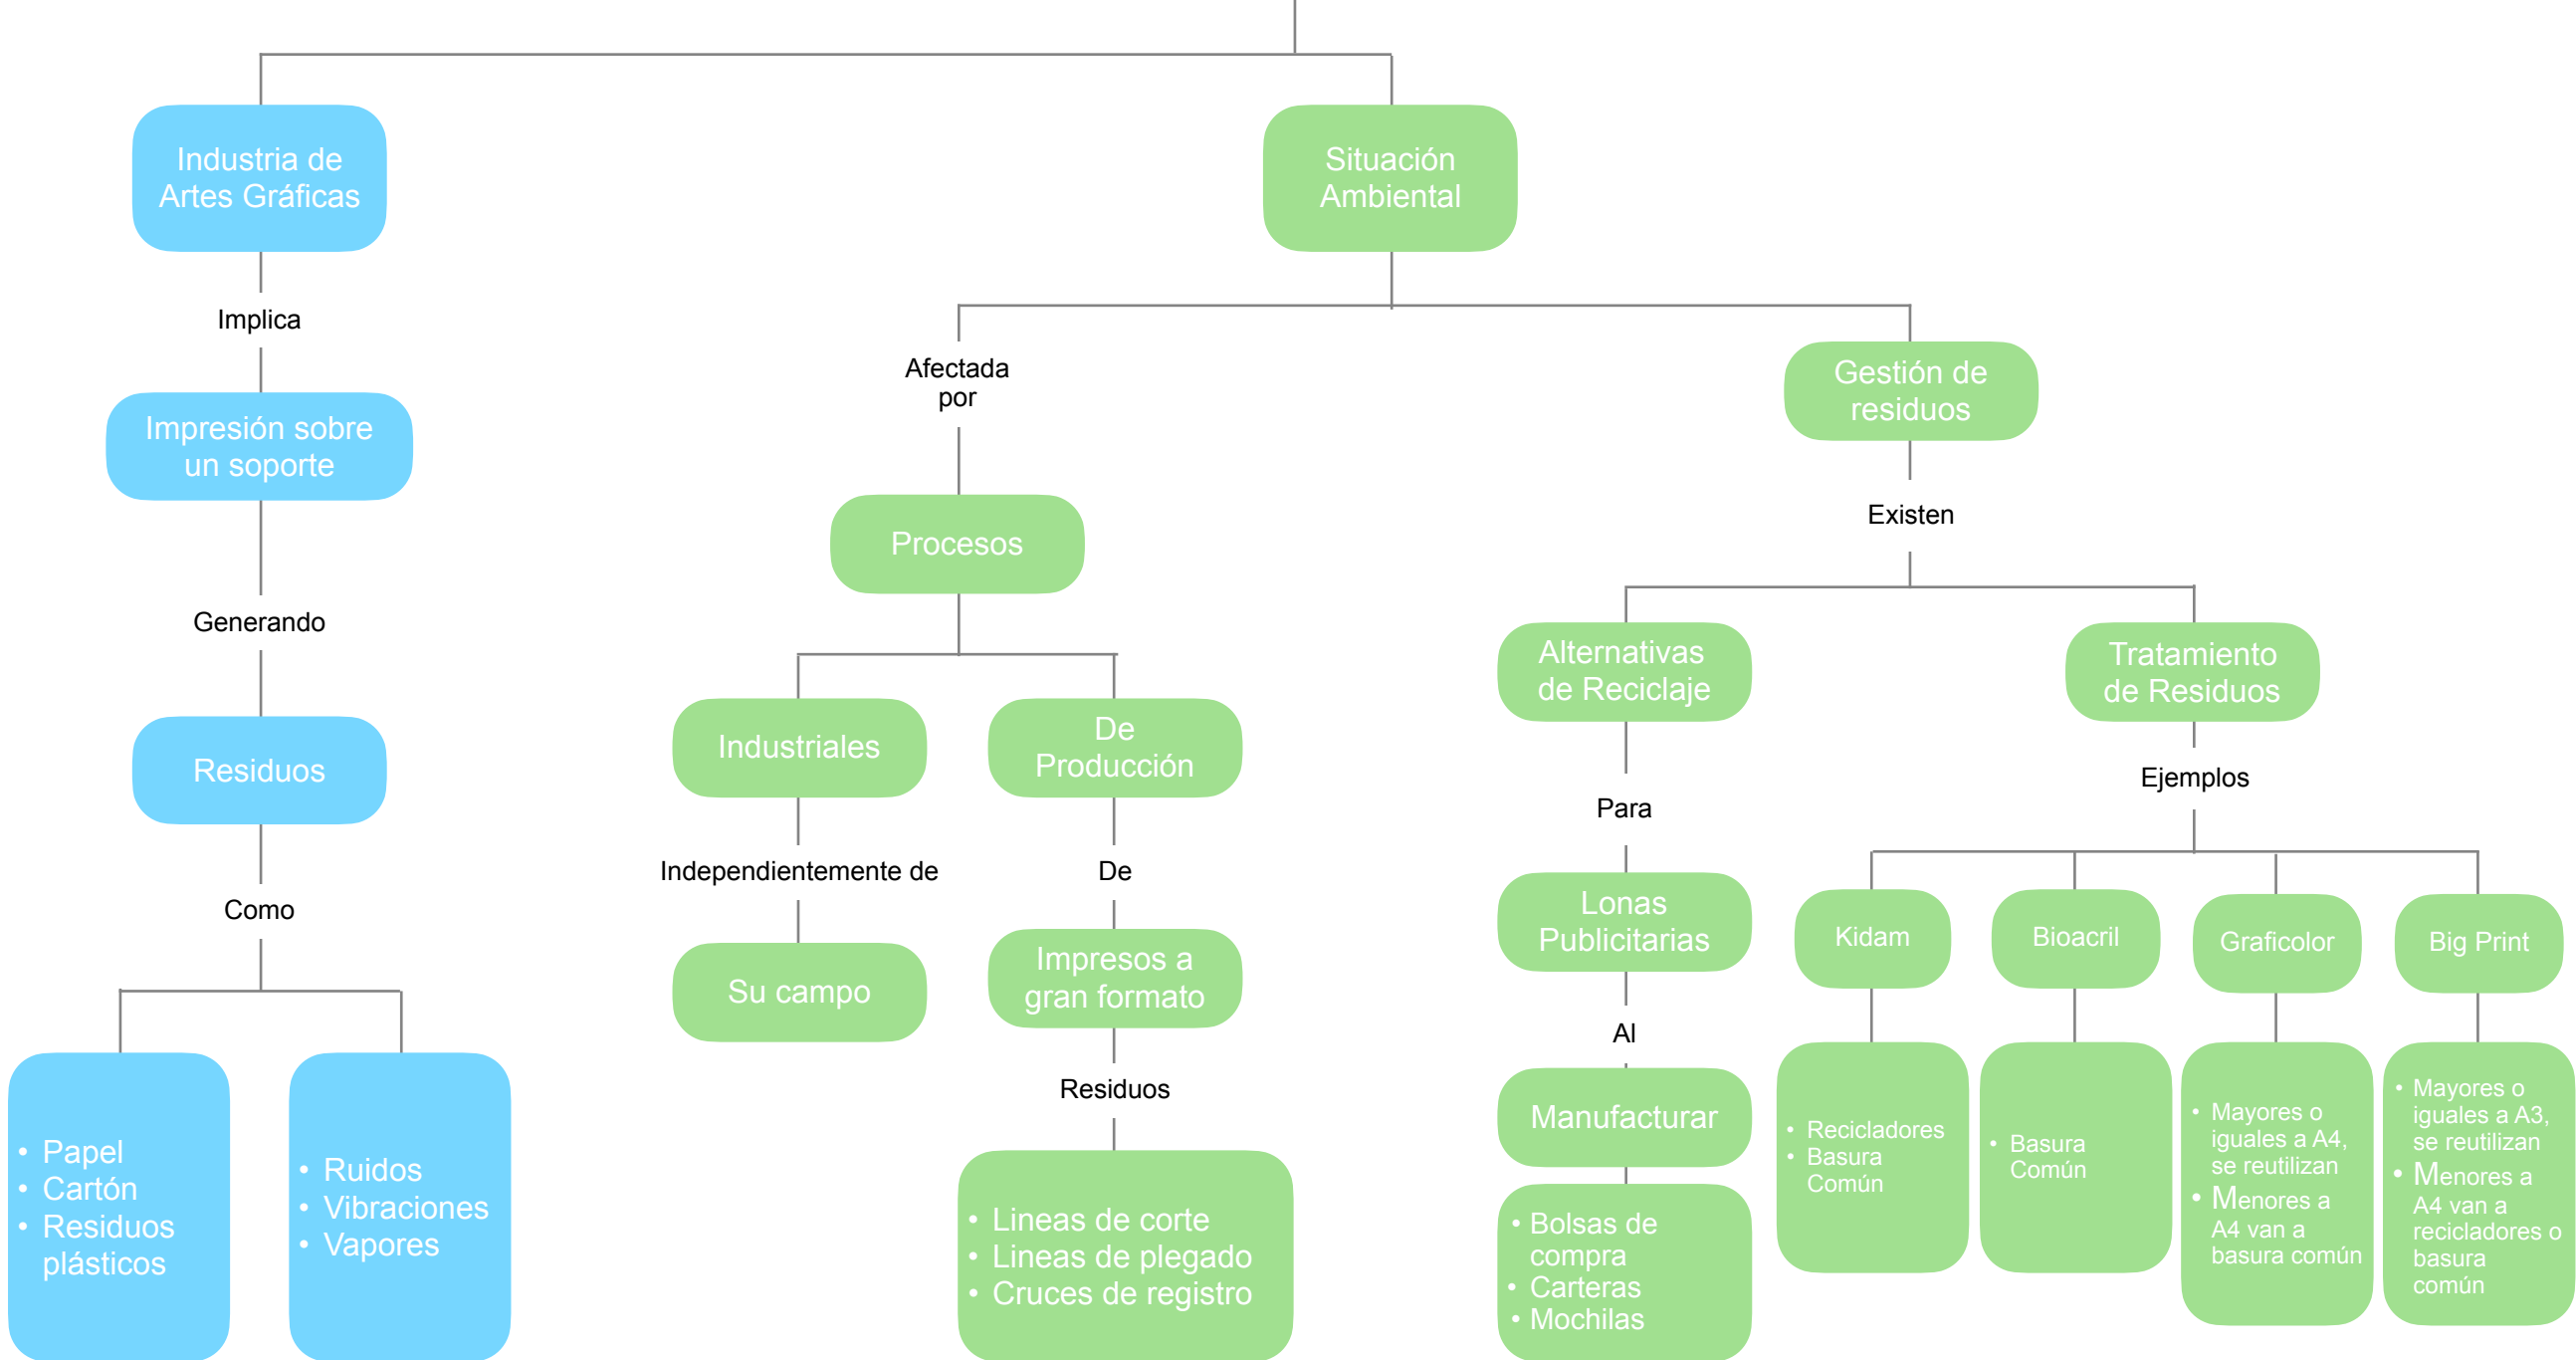 Industria de
Artes Gráficas
Implica
Impresión sobre
un soporte
Generando
Residuos
Como
• Papel
• Cartón
• Residuos
plásticos
• Ruidos
• Vibraciones
• Vapores
Situación
Ambiental
Afectada
por
Procesos
Industriales
Independientemente de
Su campo
De
Producción
De
Impresos a
gran formato
Residuos
• Lineas de corte
• Lineas de plegado
• Cruces de registro
Gestión de
residuos
Existen
Alternativas
de Reciclaje
Para
Lonas
Publicitarias
Al
Manufacturar
• Bolsas de
compra
• Carteras
• Mochilas
Tratamiento
de Residuos
Ejemplos
Kidam
• Recicladores
• Basura
Común
Bioacril
• Basura
Común
Graficolor
• Mayores o
iguales a A4,
se reutilizan
• Menores a
A4 van a
basura común
Big Print
• Mayores o
iguales a A3,
se reutilizan
• Menores a
A4 van a
recicladores o
basura
común